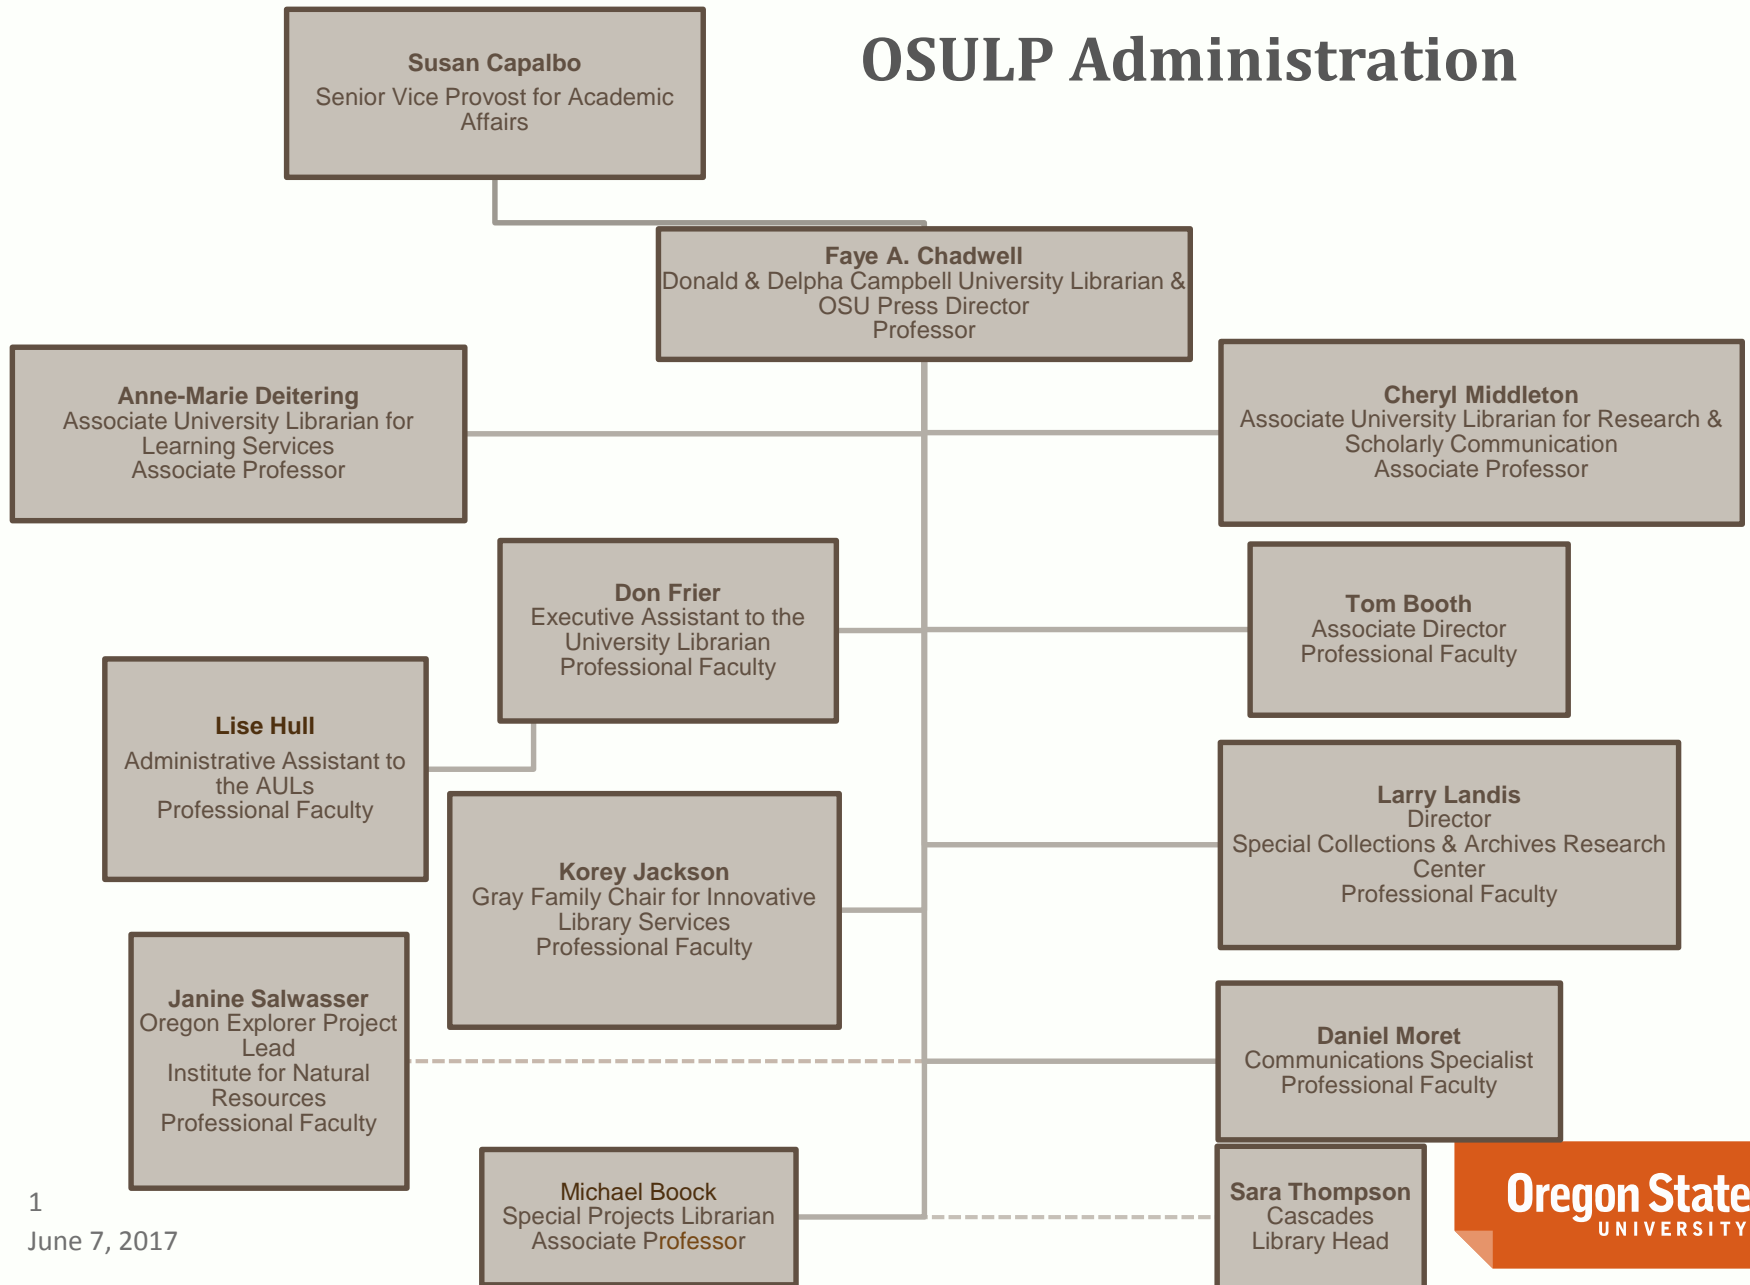 OSULP Administration
Susan Capalbo
Senior Vice Provost for Academic
Affairs
Faye A. Chadwell
Donald & Delpha Campbell University Librarian &
OSU Press Director
Professor
Anne-Marie Deitering
Associate University Librarian for
Learning Services
Associate Professor
Cheryl Middleton
Associate University Librarian for Research &
Scholarly Communication
Associate Professor
Don Frier
Executive Assistant to the
University Librarian
Professional Faculty
Tom Booth
Associate Director
Professional Faculty
Lise Hull
Administrative Assistant to
the AULs
Professional Faculty
Larry Landis
Director
Special Collections & Archives Research
Center
Professional Faculty
Korey Jackson
Gray Family Chair for Innovative
Library Services
Professional Faculty
Janine Salwasser
Oregon Explorer Project
Lead
Institute for Natural
Resources
Professional Faculty
Daniel Moret
Communications Specialist
Professional Faculty
Michael Boock
Special Projects Librarian
Associate Professor
Sara Thompson
Cascades
Library Head
1
June 7, 2017
Oregon State
UNIVERSITY